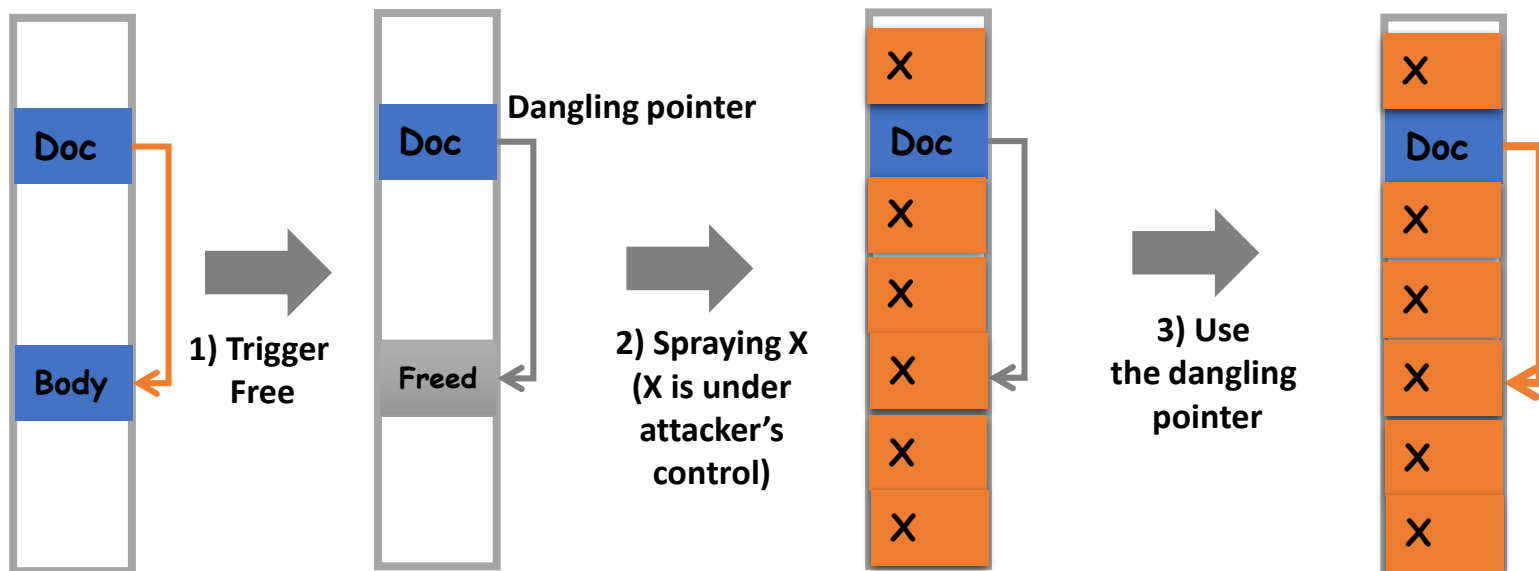 Doc
Body
1) Trigger
Free
Dangling pointer
Doc
Freed
2) Spraying X
(X is under
attacker's
control)
X
Doc
X
X
X
X
X
3) Use
the dangling
pointer
X
Doc
X
X
X
X
X